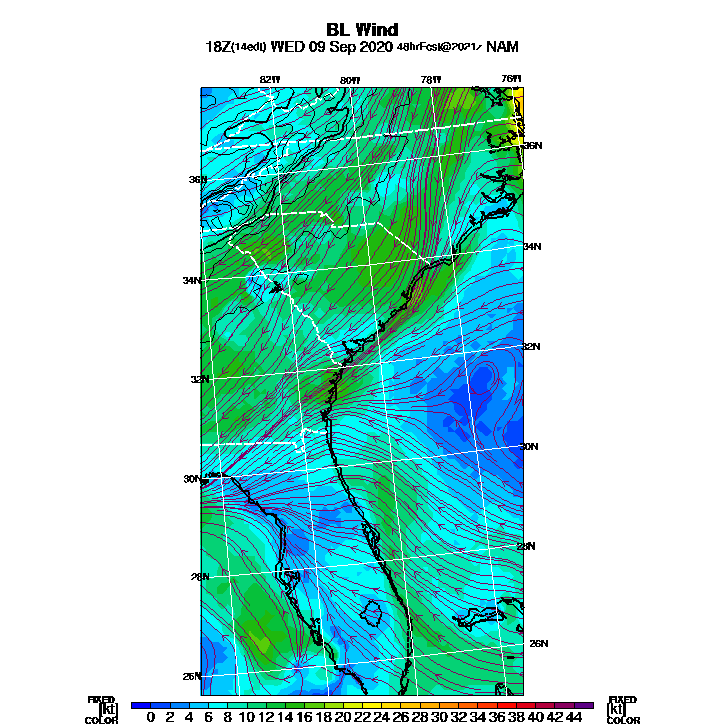 BL Wind
18Z(14edt) WED 09 Sep 2020 48hrFcst@2021z NAM
82W 80W 78W 76W
36N
36N
34N
34N
32N
32N
30N
30N
28N
28N
26N
26N
FIXED FIXED
[kt] [kt]
COLOR COLOR
0 2 4 6 8 10 12 14 16 18 20 22 24 26 28 30 32 34 36 38 40 42 44